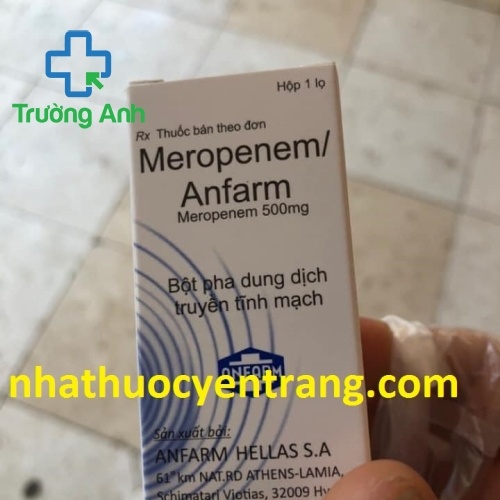 Trường Anh
Hộp 1 lọ
Rx Thuốc bán theo đơn
Meropenem/
Anfarm
Meropenem 500mg
Bột pha dung dịch
truyền tĩnh mạch
ANFARM
nhathuocyentrang.com
Sản xuất bởi:
ANFARM HELLAS S.A
61st km NAT.RD ATHENS-LAMIA,
Schimatari Viotias, 32009 Hy